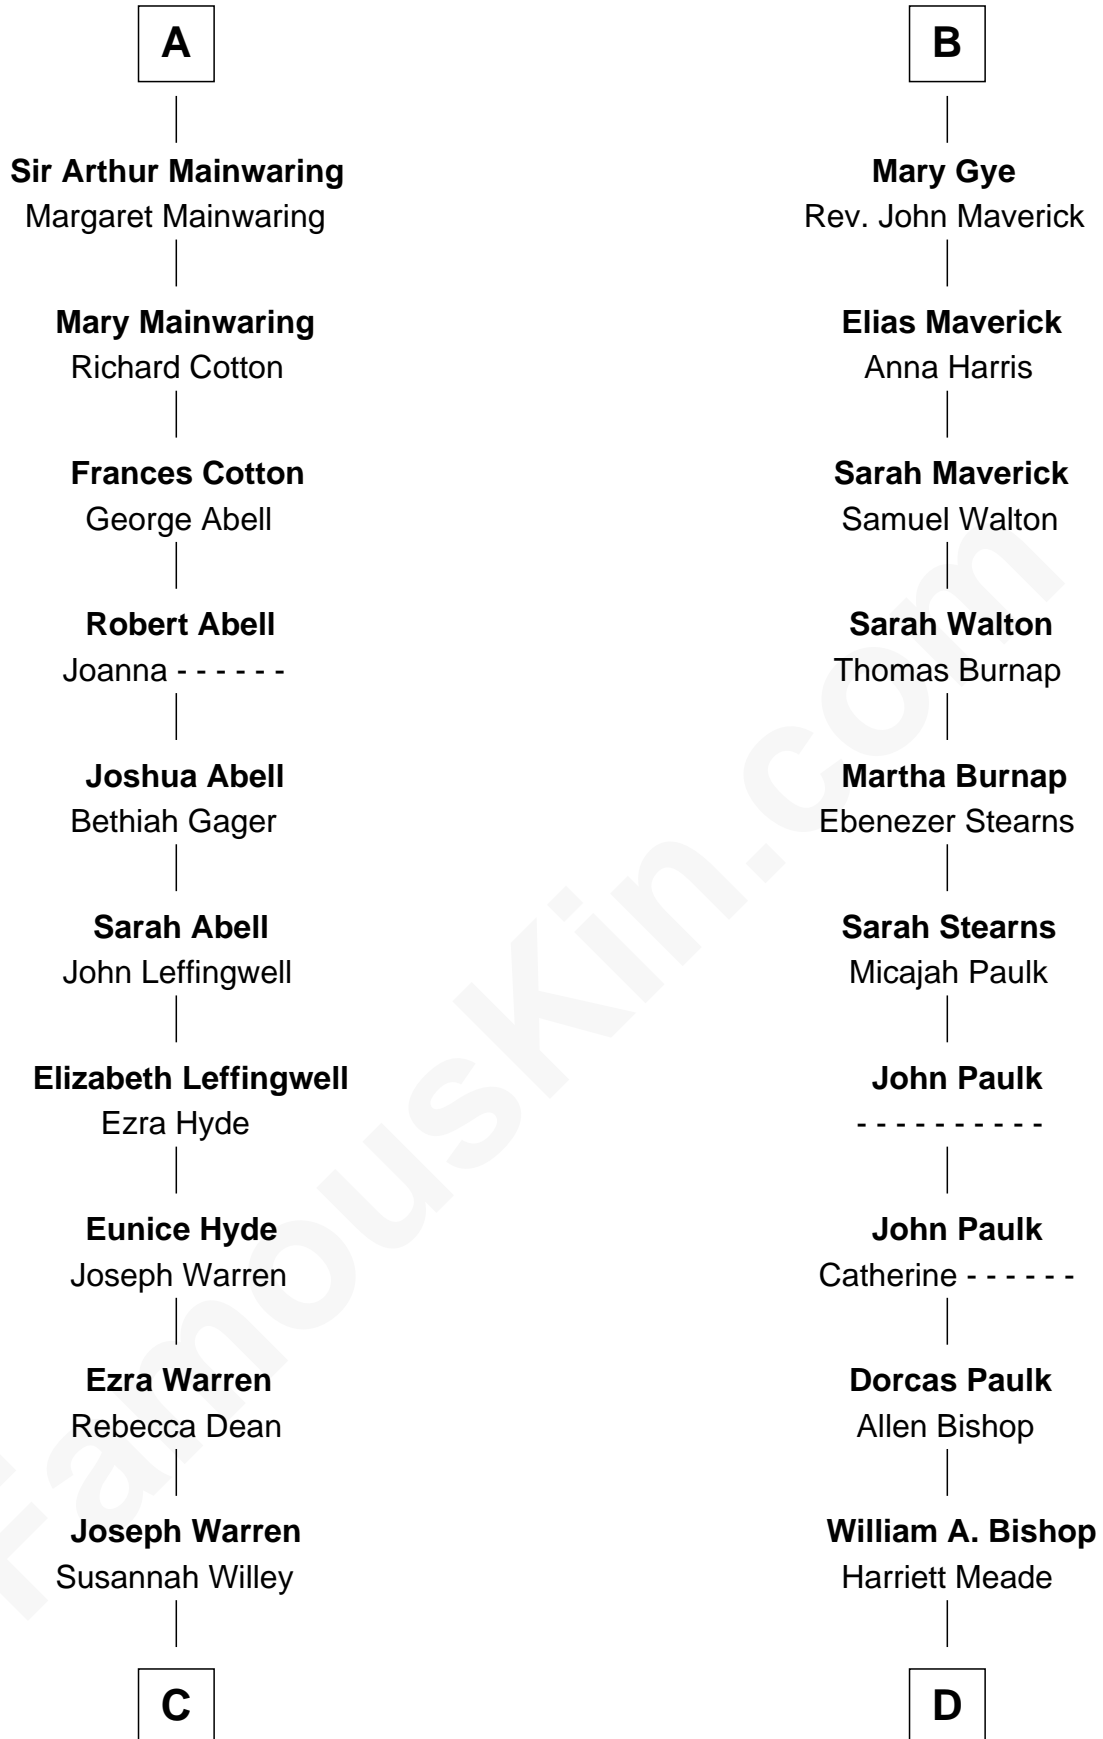 A
Sir Arthur Mainwaring
Margaret Mainwaring
Mary Mainwaring
Richard Cotton
Frances Cotton
George Abell
Robert Abell
Joanna - - - - - -
Joshua Abell
Bethiah Gager
Sarah Abell
John Leffingwell
Elizabeth Leffingwell
Ezra Hyde
Eunice Hyde
Joseph Warren
Ezra Warren
Rebecca Dean
Joseph Warren
Susannah Willey
C
B
Mary Gye
Rev. John Maverick
Elias Maverick
Anna Harris
Sarah Maverick
Samuel Walton
Sarah Walton
Thomas Burnap
Martha Burnap
Ebenezer Stearns
Sarah Stearns
Micajah Paulk
John Paulk
- - - - - - - - - -
John Paulk
Catherine - - - - - -
Dorcas Paulk
Allen Bishop
William A. Bishop
Harriett Meade
D
FamousKin.com